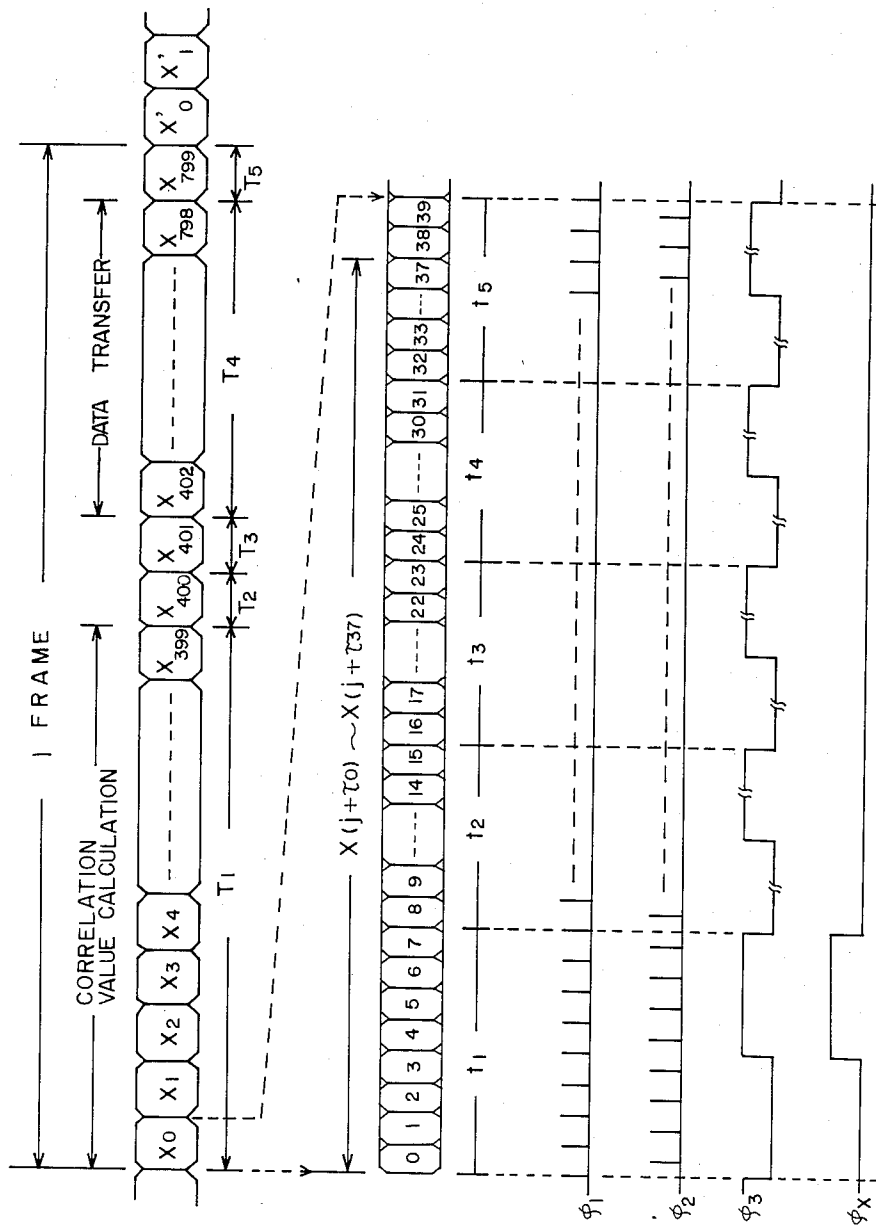 1 FRAME
CORRELATION
VALUE CALCULATION
DATA TRANSFER
X0 X1 X2 X3 X4 X399 X400 X401 X402 X798 X799 X'0 X'1
T1 T2 T3 T4 T5
X(j+τ0)～X(j+τ37)
0 1 2 3 4 5 6 7 8 9 14 15 16 17 22 23 24 25 30 31 32 33 37 38 39
t1 t2 t3 t4 t5
φ1
φ2
φ3
φX